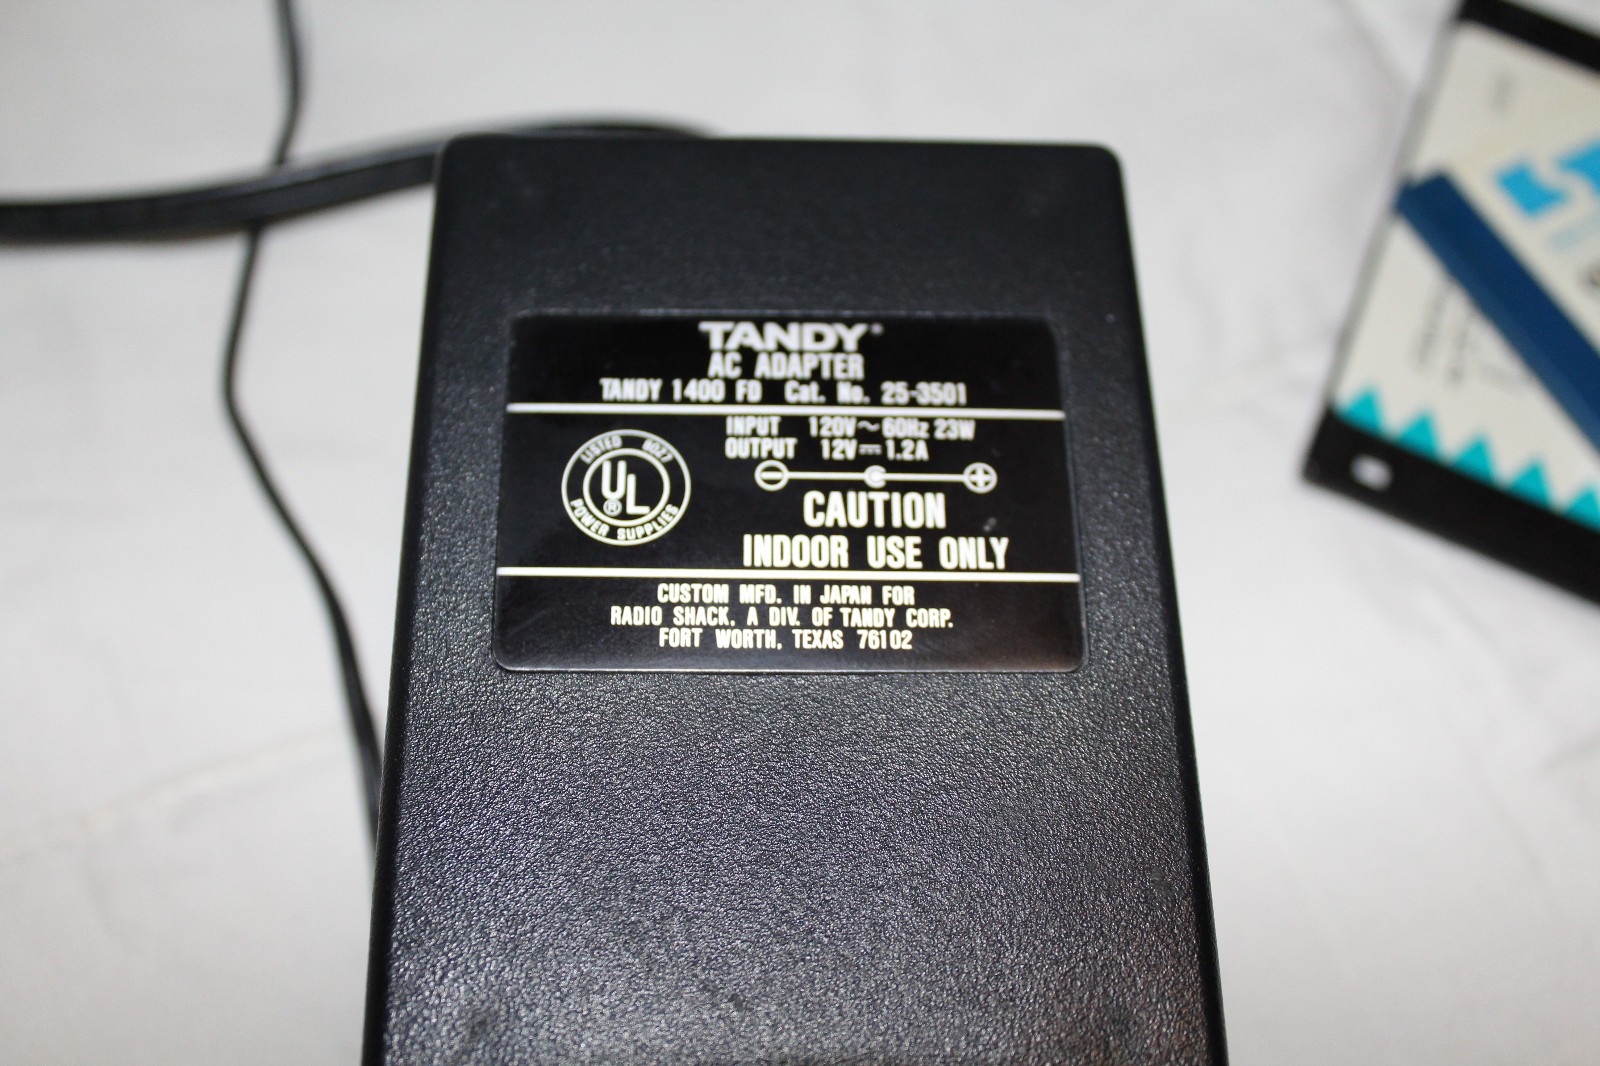 TANDY®
AC ADAPTER
TANDY 1400 FD Cat. No. 25-3501
INPUT 120V~60Hz 23W
OUTPUT 12V⎓1.2A
LISTED 80Z7
UL®
POWER SUPPLIES
CAUTION
INDOOR USE ONLY
CUSTOM MFD. IN JAPAN FOR
RADIO SHACK, A DIV. OF TANDY CORP.
FORT WORTH, TEXAS 76102